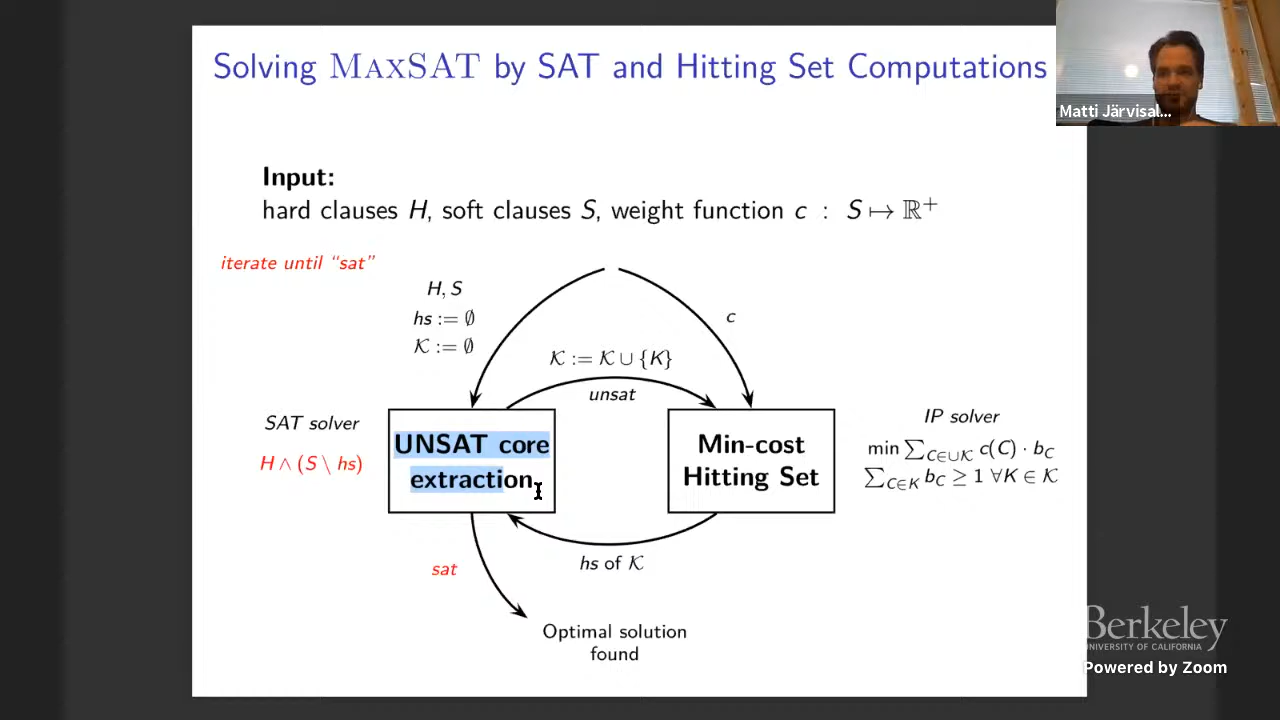 Solving MAXSAT by SAT and Hitting Set Computations
Matti Järvisal...
Input:
hard clauses H, soft clauses S, weight function c : S ↦ ℝ⁺
iterate until “sat”
H, S
hs := ∅
𝒦 := ∅
c
𝒦 := 𝒦 ∪ {K}
unsat
SAT solver
H ∧ (S \ hs)
UNSAT core
extraction
Min-cost
Hitting Set
IP solver
min ∑_{C∈∪𝒦} c(C) · b_C
∑_{C∈K} b_C ≥ 1 ∀K ∈ 𝒦
hs of 𝒦
sat
Optimal solution
found
Berkeley
UNIVERSITY OF CALIFORNIA
Powered by Zoom